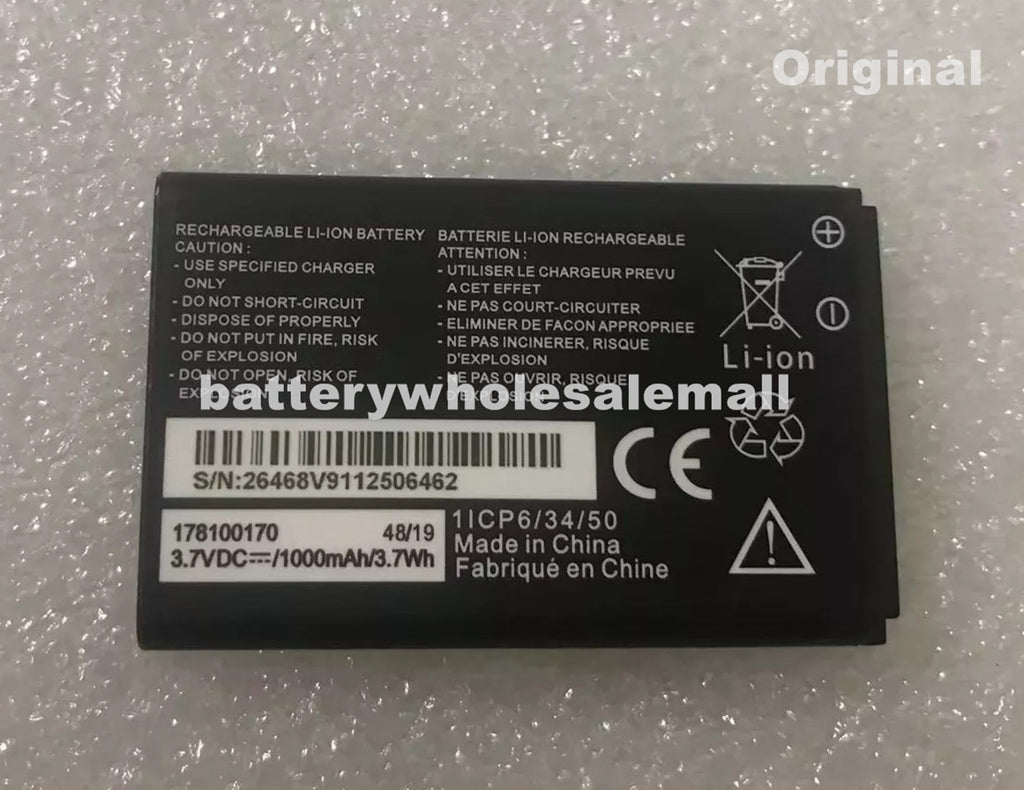 Original
RECHARGEABLE LI-ION BATTERY
CAUTION :
- USE SPECIFIED CHARGER
ONLY
- DO NOT SHORT-CIRCUIT
- DISPOSE OF PROPERLY
- DO NOT PUT IN FIRE, RISK
OF EXPLOSION
- DO NOT OPEN, RISK OF
BATTERIE LI-ION RECHARGEABLE
ATTENTION :
- UTILISER LE CHARGEUR PREVU
A CET EFFET
- NE PAS COURT-CIRCUITER
- ELIMINER DE FACON APPROPRIEE
- NE PAS INCINERER, RISQUE
D'EXPLOSION
- NE PAS OUVRIR, RISQUE
Li-ion
batterywholesalemall
S/N:26468V9112506462
CE
178100170 48/19
3.7VDC⎓/1000mAh/3.7Wh
1ICP6/34/50
Made in China
Fabriqué en Chine